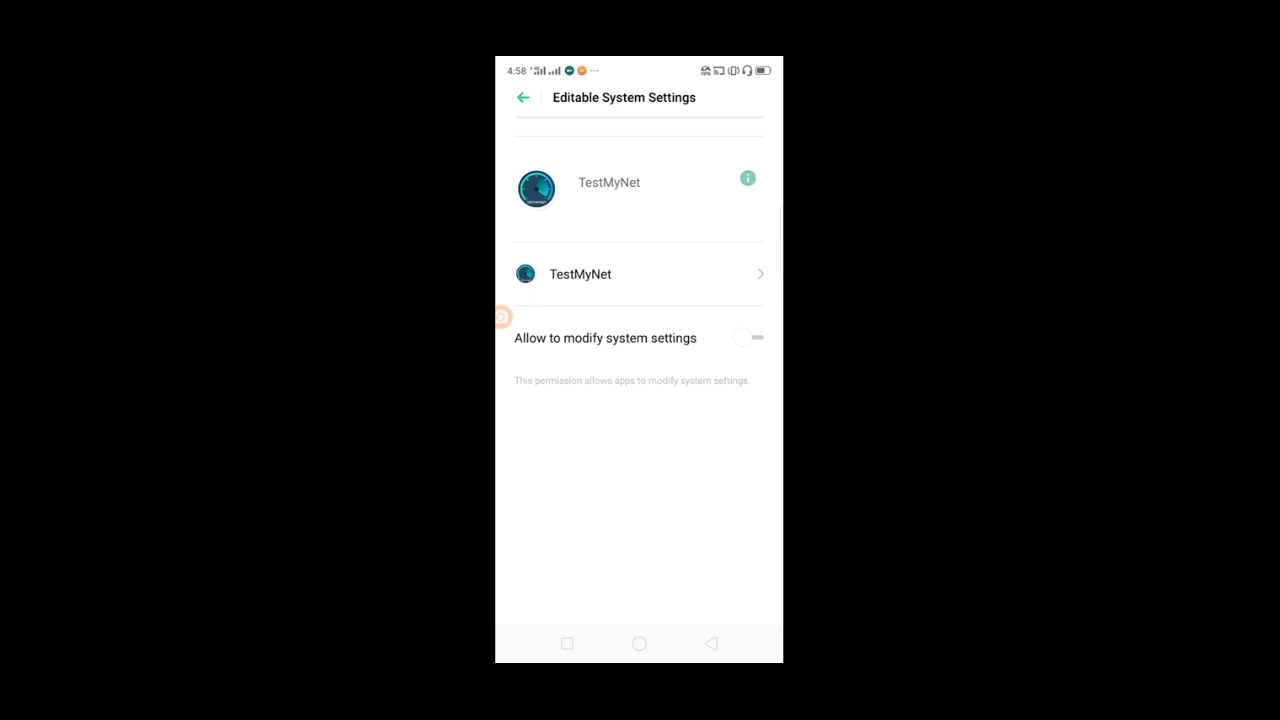 4:58
Editable System Settings
TestMyNet
TestMyNet
Allow to modify system settings
This permission allows apps to modify system settings.